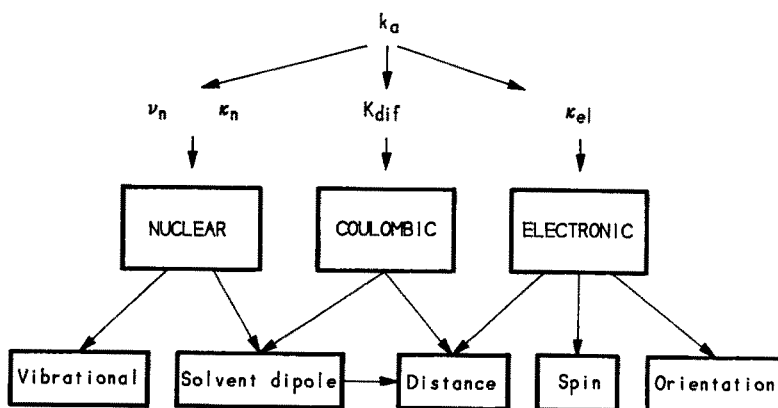 k_a
ν_n κ_n K_dif κ_el
NUCLEAR COULOMBIC ELECTRONIC
Vibrational Solvent dipole Distance Spin Orientation